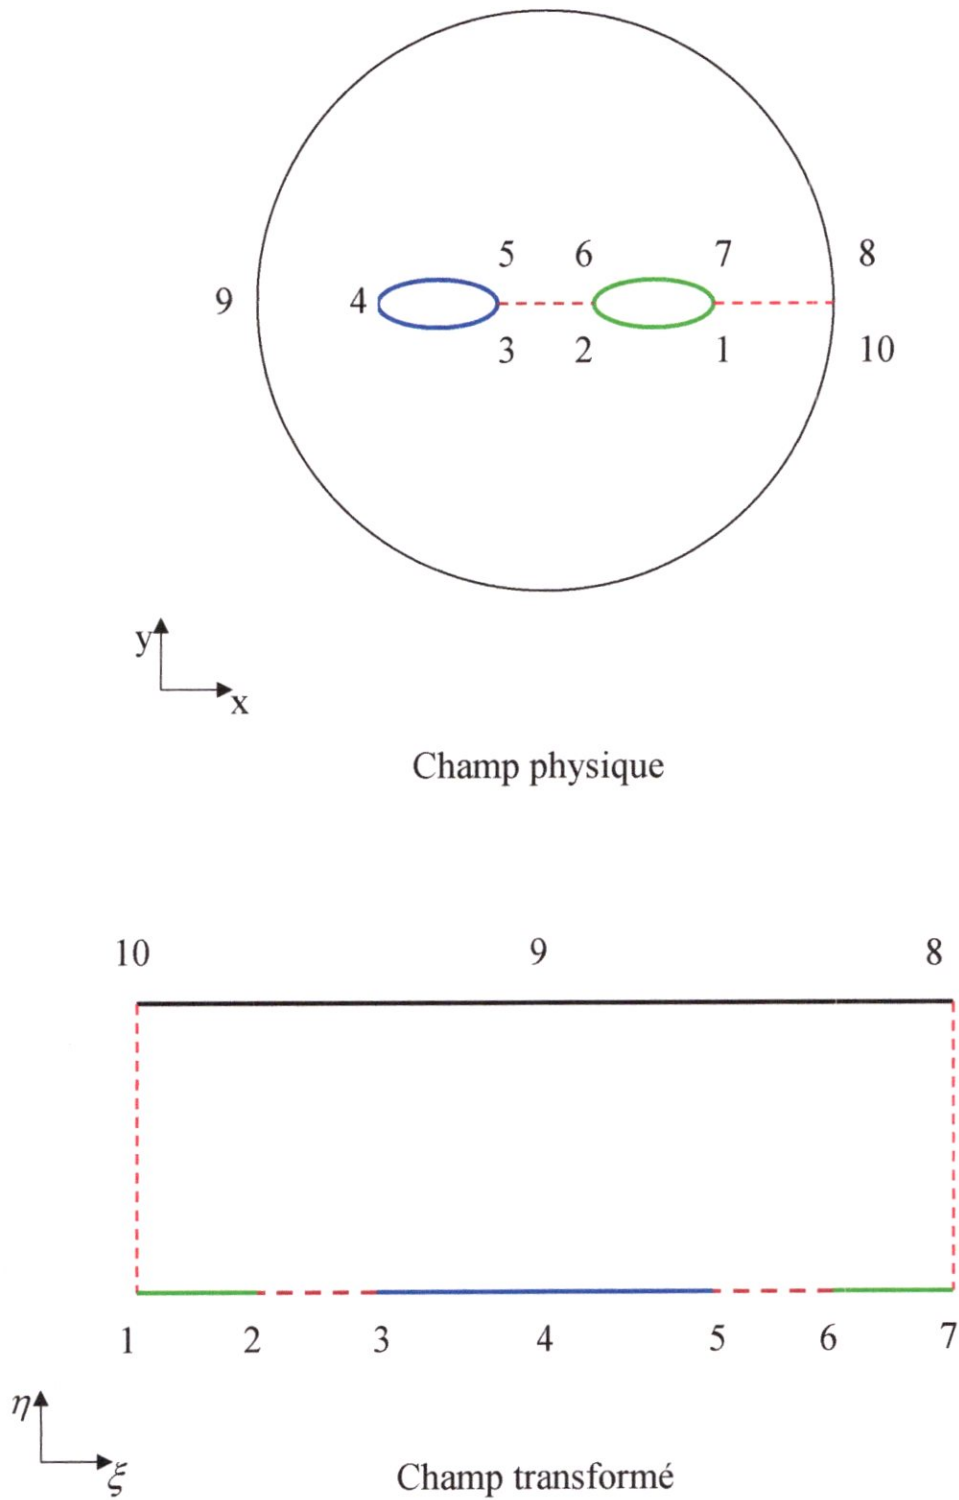 5 6 7 8
9 4
3 2 1 10
y
x
Champ physique
10 9 8
1 2 3 4 5 6 7
η
ξ
Champ transformé